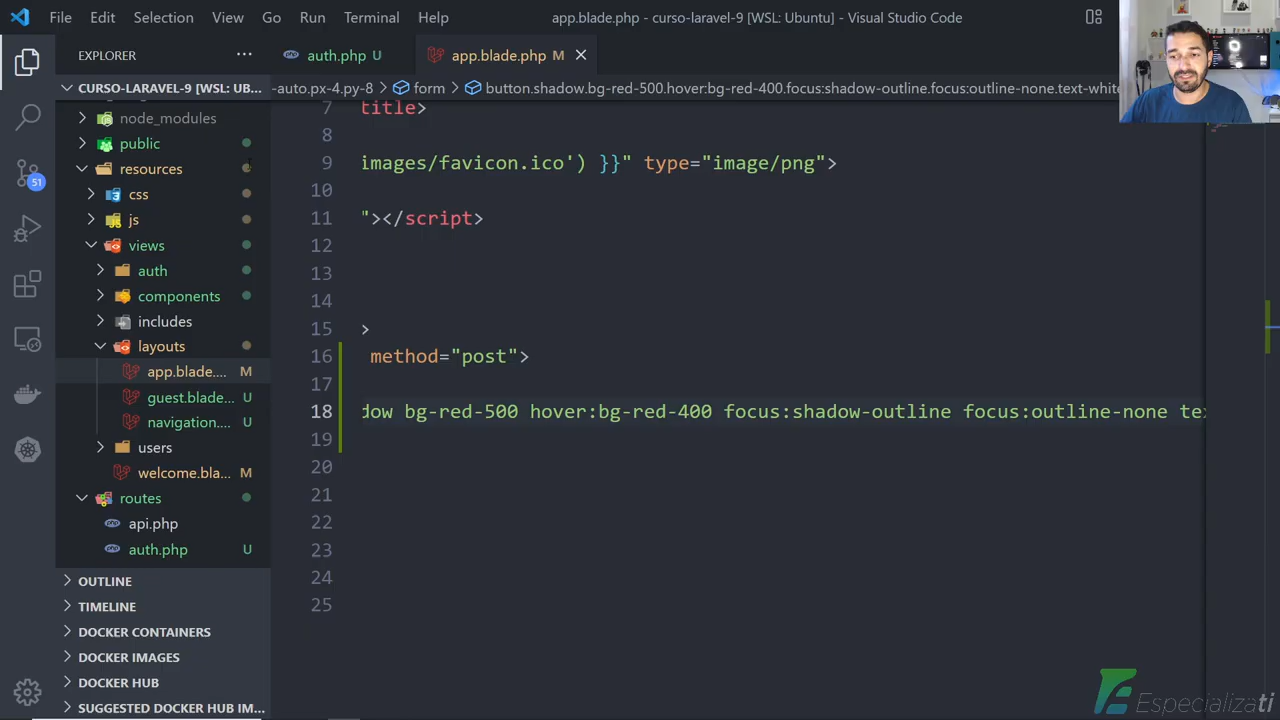 File Edit Selection View Go Run Terminal Help app.blade.php - curso-laravel-9 [WSL: Ubuntu] - Visual Studio Code
EXPLORER ... auth.php U app.blade.php M
CURSO-LARAVEL-9 [WSL: UB... -auto.px-4.py-8 > form > button.shadow.bg-red-500.hover:bg-red-400.focus:shadow-outline.focus:outline-none.text-white
node_modules
public
resources
css
js
views
auth
components
includes
layouts
app.blade.... M
guest.blade... U
navigation.... U
users
welcome.bla... M
routes
api.php
auth.php U
OUTLINE
TIMELINE
DOCKER CONTAINERS
DOCKER IMAGES
DOCKER HUB
SUGGESTED DOCKER HUB IM...
51
7 title>
8
9 images/favicon.ico') }}" type="image/png">
10
11 "></script>
12
13
14
15 >
16 method="post">
17
18 dow bg-red-500 hover:bg-red-400 focus:shadow-outline focus:outline-none tex
19
20
21
22
23
24
25
Especializati